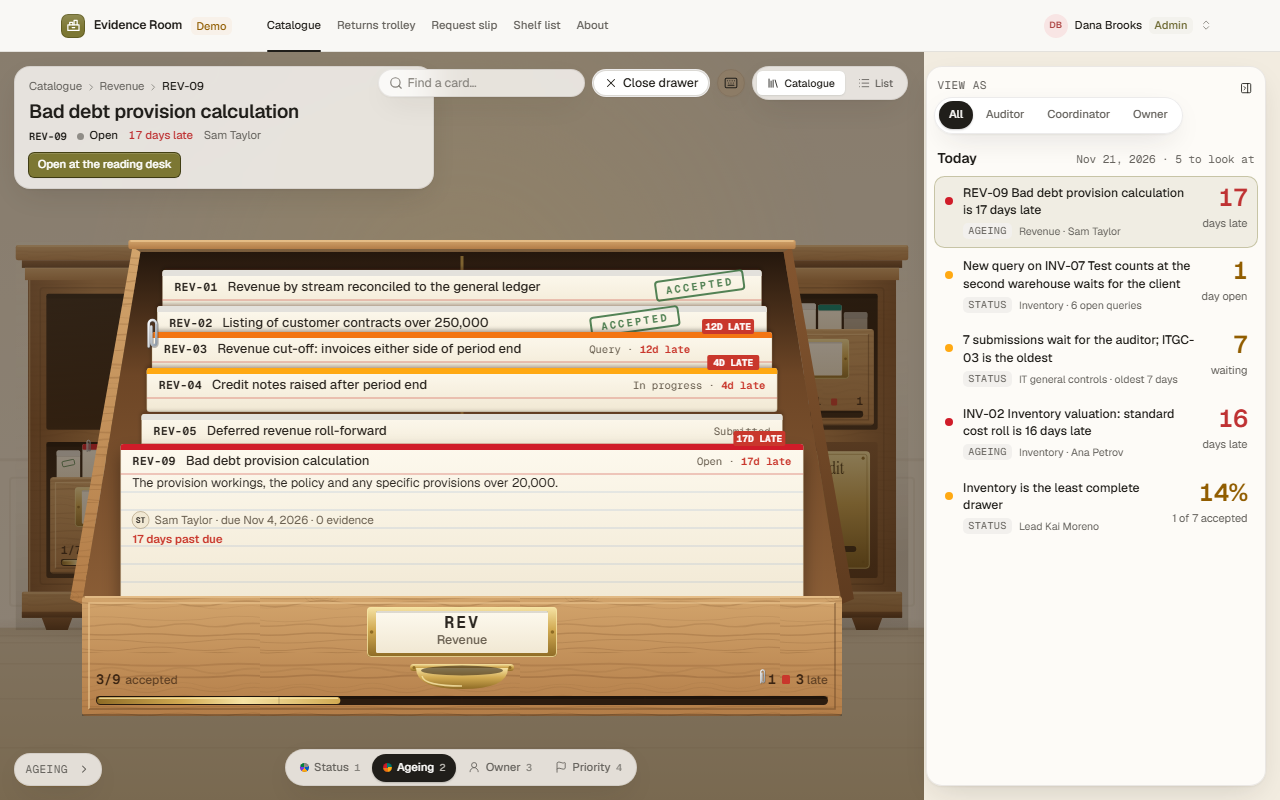 Evidence Room Demo Catalogue Returns trolley Request slip Shelf list About DB Dana Brooks Admin
Catalogue > Revenue > REV-09
Bad debt provision calculation
REV-09 Open 17 days late Sam Taylor
Open at the reading desk
Find a card... Close drawer Catalogue List
REV-01 Revenue by stream reconciled to the general ledger ACCEPTED
REV-02 Listing of customer contracts over 250,000 ACCEPTED
12D LATE
REV-03 Revenue cut-off: invoices either side of period end Query · 12d late
4D LATE
REV-04 Credit notes raised after period end In progress · 4d late
REV-05 Deferred revenue roll-forward Submitted
17D LATE
REV-09 Bad debt provision calculation Open · 17d late
The provision workings, the policy and any specific provisions over 20,000.
ST Sam Taylor · due Nov 4, 2026 · 0 evidence
17 days past due
REV
Revenue
3/9 accepted 1 3 late
AGEING >
Status 1 Ageing 2 Owner 3 Priority 4
VIEW AS
All Auditor Coordinator Owner
Today Nov 21, 2026 · 5 to look at
REV-09 Bad debt provision calculation
is 17 days late
AGEING Revenue · Sam Taylor
17
days late
New query on INV-07 Test counts at the
second warehouse waits for the client
STATUS Inventory · 6 open queries
1
day open
7 submissions wait for the auditor; ITGC-
03 is the oldest
STATUS IT general controls · oldest 7 days
7
waiting
INV-02 Inventory valuation: standard
cost roll is 16 days late
AGEING Inventory · Ana Petrov
16
days late
Inventory is the least complete
drawer
STATUS Lead Kai Moreno
14%
1 of 7 accepted